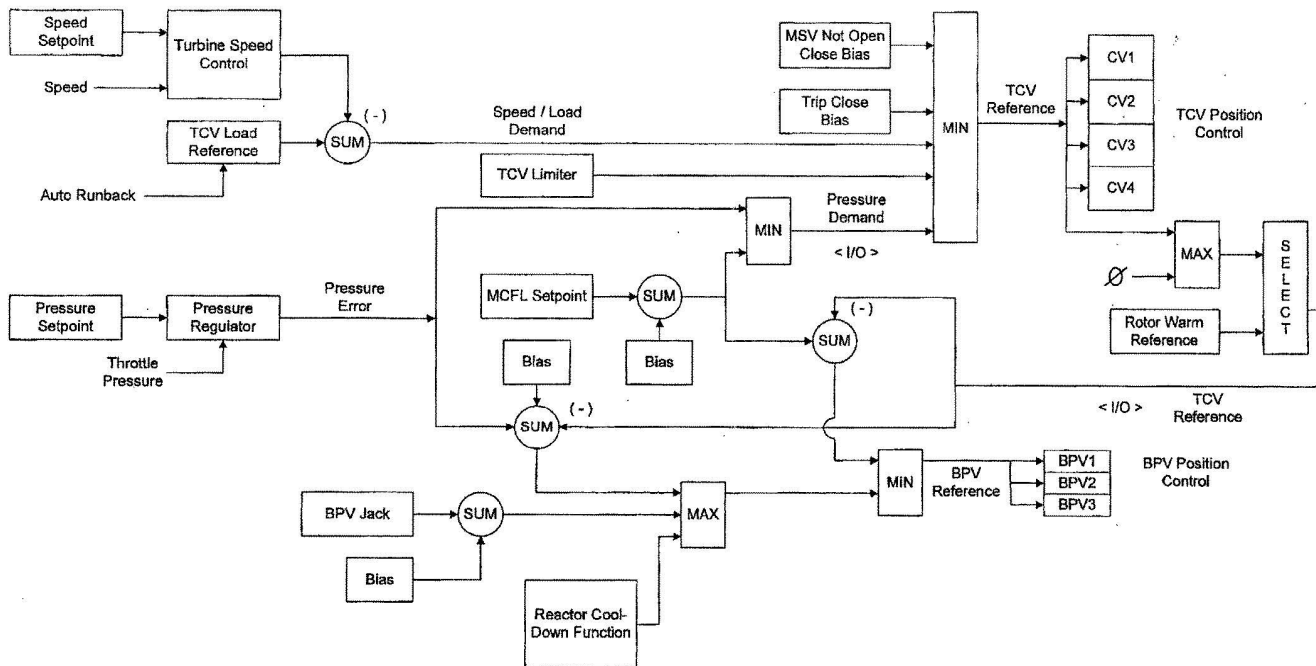 Speed
Setpoint
Turbine Speed
Control
Speed
TCV Load
Reference
Auto Runback
( - )
SUM
Speed / Load
Demand
MSV Not Open
Close Bias
Trip Close
Bias
TCV Limiter
MIN
TCV
Reference
CV1
CV2
CV3
CV4
TCV Position
Control
Pressure
Demand
MIN
< I/O >
MAX
Ø
SELECT
Rotor Warm
Reference
Pressure
Setpoint
Pressure
Regulator
Throttle
Pressure
Pressure
Error
MCFL Setpoint
SUM
Bias
( - )
SUM
Bias
( - )
SUM
< I/O >
TCV
Reference
BPV Jack
SUM
Bias
MAX
Reactor Cool-
Down Function
MIN
BPV
Reference
BPV1
BPV2
BPV3
BPV Position
Control